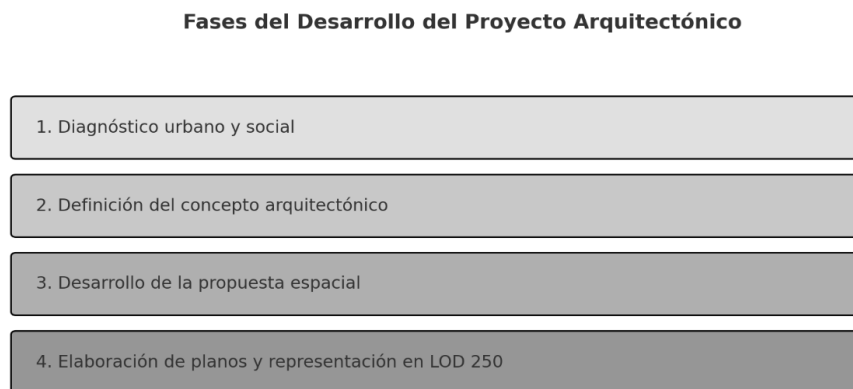 Fases del Desarrollo del Proyecto Arquitectónico
1. Diagnóstico urbano y social
2. Definición del concepto arquitectónico
3. Desarrollo de la propuesta espacial
4. Elaboración de planos y representación en LOD 250